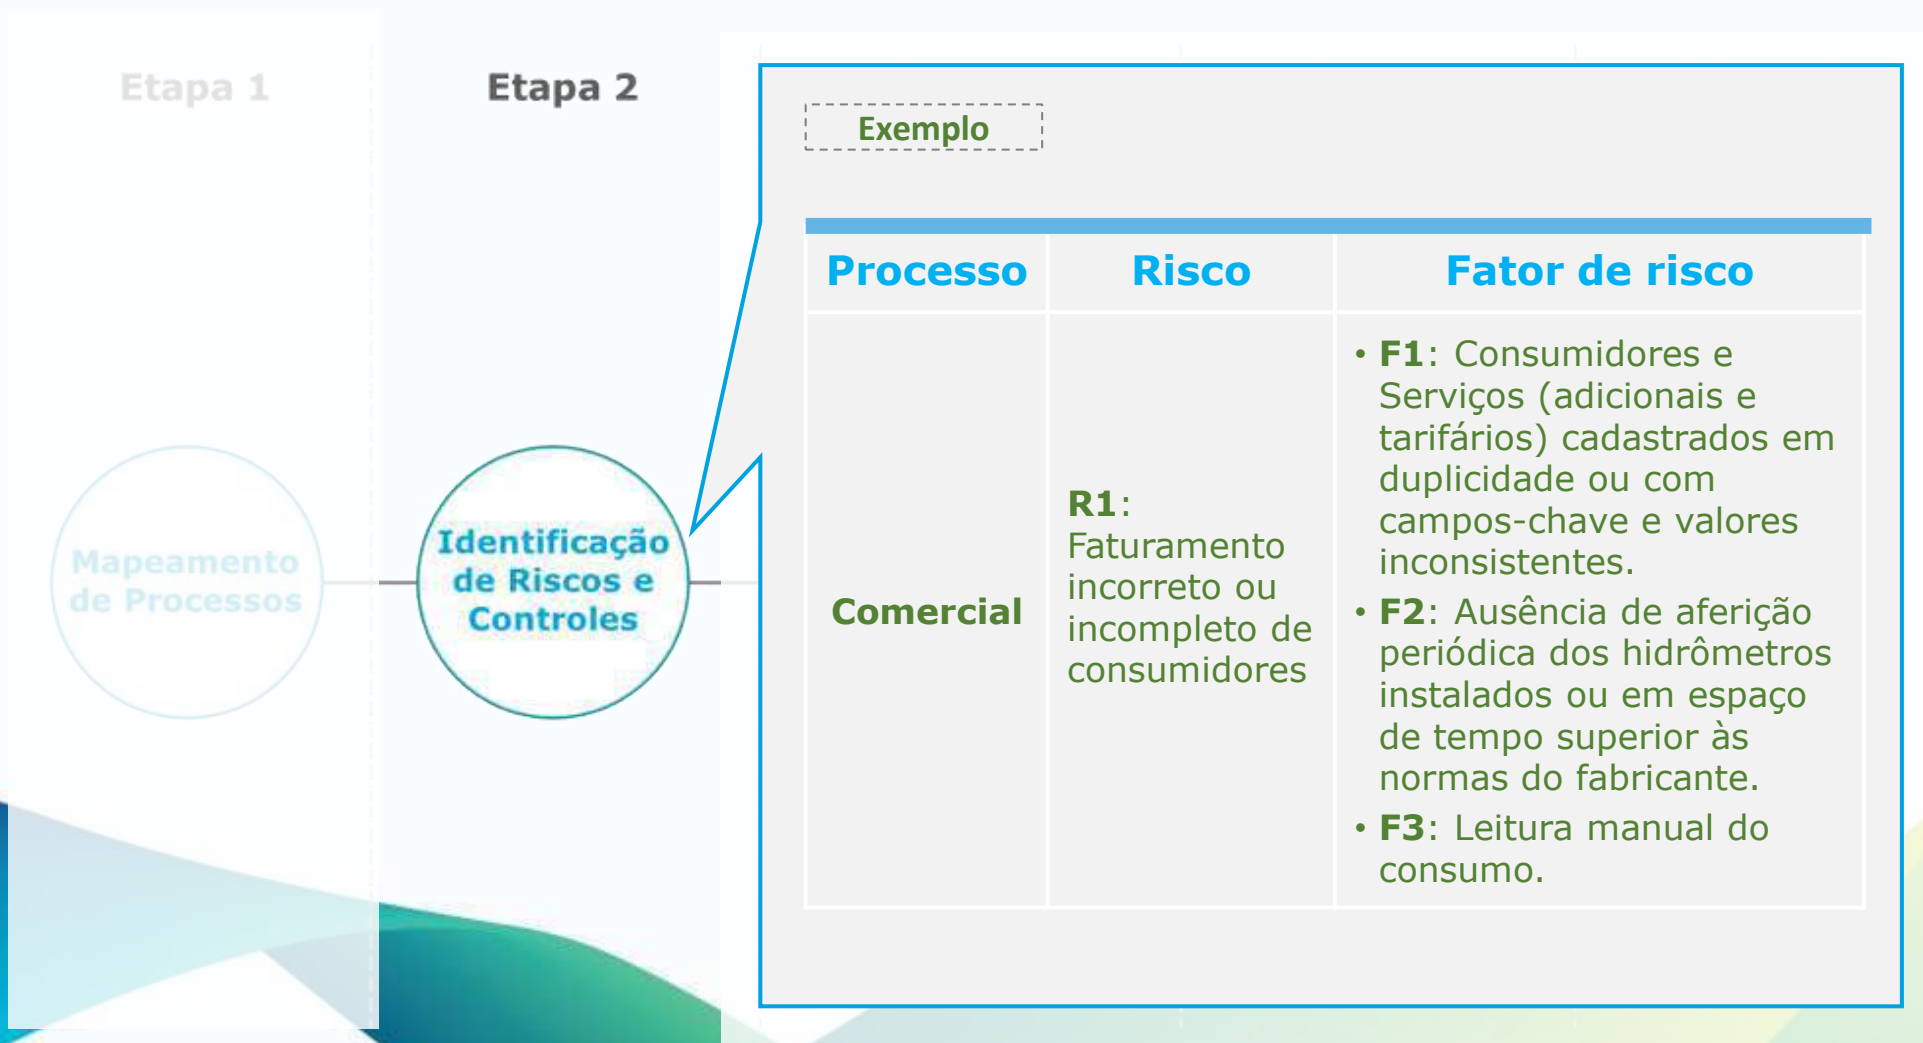 Etapa 1
Mapeamento
de Processos
Etapa 2
Identificação
de Riscos e
Controles
Exemplo
Processo
Risco
Fator de risco
Comercial
R1:
Faturamento
incorreto ou
incompleto de
consumidores
• F1: Consumidores e
Serviços (adicionais e
tarifários) cadastrados em
duplicidade ou com
campos-chave e valores
inconsistentes.
• F2: Ausência de aferição
periódica dos hidrômetros
instalados ou em espaço
de tempo superior às
normas do fabricante.
• F3: Leitura manual do
consumo.